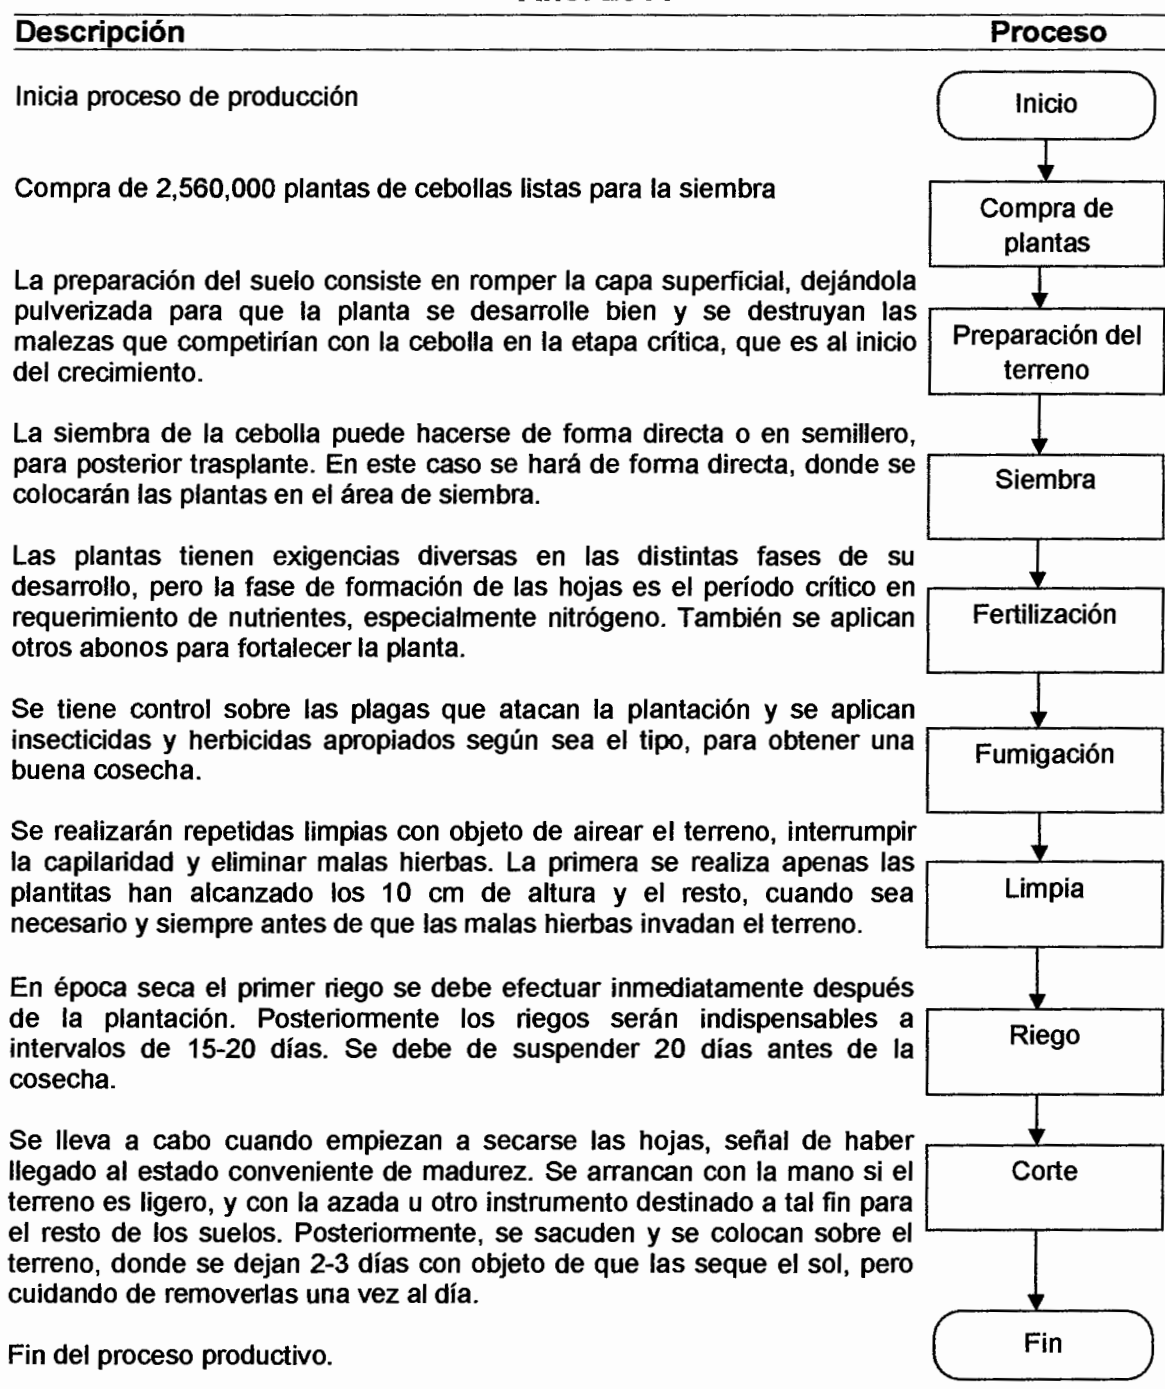 Descripción Proceso
Inicia proceso de producción
Inicio
Compra de 2,560,000 plantas de cebollas listas para la siembra
Compra de
plantas
La preparación del suelo consiste en romper la capa superficial, dejándola
pulverizada para que la planta se desarrolle bien y se destruyan las
malezas que competirían con la cebolla en la etapa crítica, que es al inicio
del crecimiento.
Preparación del
terreno
La siembra de la cebolla puede hacerse de forma directa o en semillero,
para posterior trasplante. En este caso se hará de forma directa, donde se
colocarán las plantas en el área de siembra.
Siembra
Las plantas tienen exigencias diversas en las distintas fases de su
desarrollo, pero la fase de formación de las hojas es el período crítico en
requerimiento de nutrientes, especialmente nitrógeno. También se aplican
otros abonos para fortalecer la planta.
Fertilización
Se tiene control sobre las plagas que atacan la plantación y se aplican
insecticidas y herbicidas apropiados según sea el tipo, para obtener una
buena cosecha.
Fumigación
Se realizarán repetidas limpias con objeto de airear el terreno, interrumpir
la capilaridad y eliminar malas hierbas. La primera se realiza apenas las
plantitas han alcanzado los 10 cm de altura y el resto, cuando sea
necesario y siempre antes de que las malas hierbas invadan el terreno.
Limpia
En época seca el primer riego se debe efectuar inmediatamente después
de la plantación. Posteriormente los riegos serán indispensables a
intervalos de 15-20 días. Se debe de suspender 20 días antes de la
cosecha.
Riego
Se lleva a cabo cuando empiezan a secarse las hojas, señal de haber
llegado al estado conveniente de madurez. Se arrancan con la mano si el
terreno es ligero, y con la azada u otro instrumento destinado a tal fin para
el resto de los suelos. Posteriormente, se sacuden y se colocan sobre el
terreno, donde se dejan 2-3 días con objeto de que las seque el sol, pero
cuidando de removerlas una vez al día.
Corte
Fin del proceso productivo.
Fin